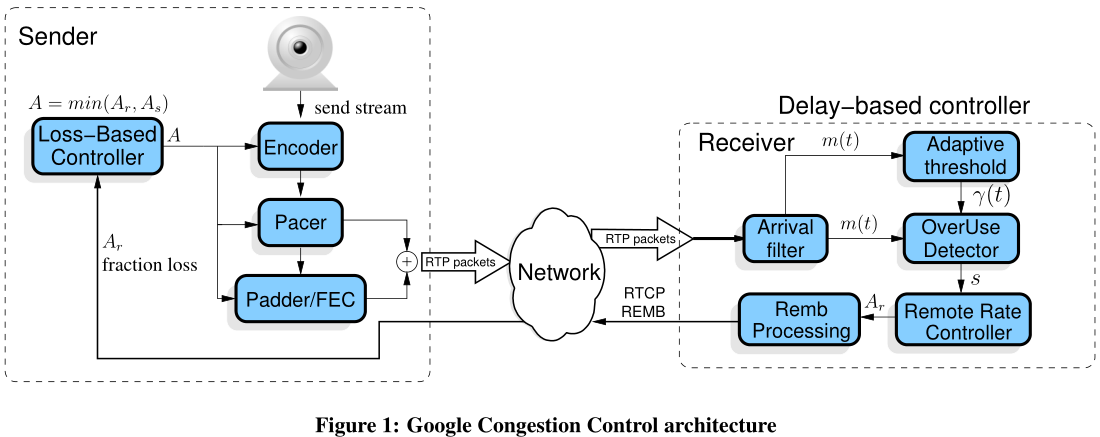 Sender
send stream
A = min(A_r, A_s)
Loss−Based
Controller
A
Encoder
Pacer
Padder/FEC
A_r
fraction loss
+
RTP packets
Network
RTP packets
RTCP
REMB
Delay−based controller
Receiver
m(t)
Adaptive
threshold
γ(t)
Arrival
filter
m(t)
OverUse
Detector
s
Remb
Processing
A_r
Remote Rate
Controller
Figure 1: Google Congestion Control architecture